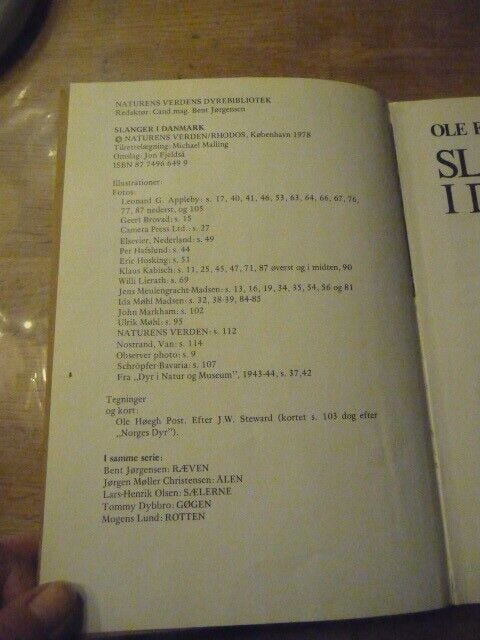 NATURENS VERDENS DYREBIBLIOTEK
Redaktør: Cand.mag. Bent Jørgensen
SLANGER I DANMARK
© NATURENS VERDEN/RHODOS, København 1978
Tilrettelægning: Michael Malling
Omslag: Jon Fjeldså
ISBN 87 7496 649 9
Illustrationer:
Fotos:
Leonard G. Appleby: s. 17, 40, 41, 46, 53, 63, 64, 66, 67, 76,
77, 87 nederst, og 105
Geert Brovad: s. 15
Camera Press Ltd.: s. 27
Elsevier, Nederland: s. 49
Per Hafslund: s. 44
Eric Hosking: s. 51
Klaus Kabisch: s. 11, 25, 45, 47, 71, 87 øverst og i midten, 90
Willi Lierath: s. 69
Jens Meulengracht-Madsen: s. 13, 16, 19, 34, 35, 54, 56 og 81
Ida Møhl Madsen: s. 32, 38-39, 84-85
John Markham: s. 102
Ulrik Møhl: s. 95
NATURENS VERDEN: s. 112
Nostrand, Van: s. 114
Observer photo: s. 9
Schröpfer-Bavaria: s. 107
Fra „Dyr i Natur og Museum”, 1943-44, s. 37,42
Tegninger
og kort:
Ole Høegh Post. Efter J.W. Steward (kortet s. 103 dog efter
„Norges Dyr”).
I samme serie:
Bent Jørgensen: RÆVEN
Jørgen Møller Christensen: ÅLEN
Lars-Henrik Olsen: SÆLERNE
Tommy Dybbro: GØGEN
Mogens Lund: ROTTEN
OLE
SL
I D